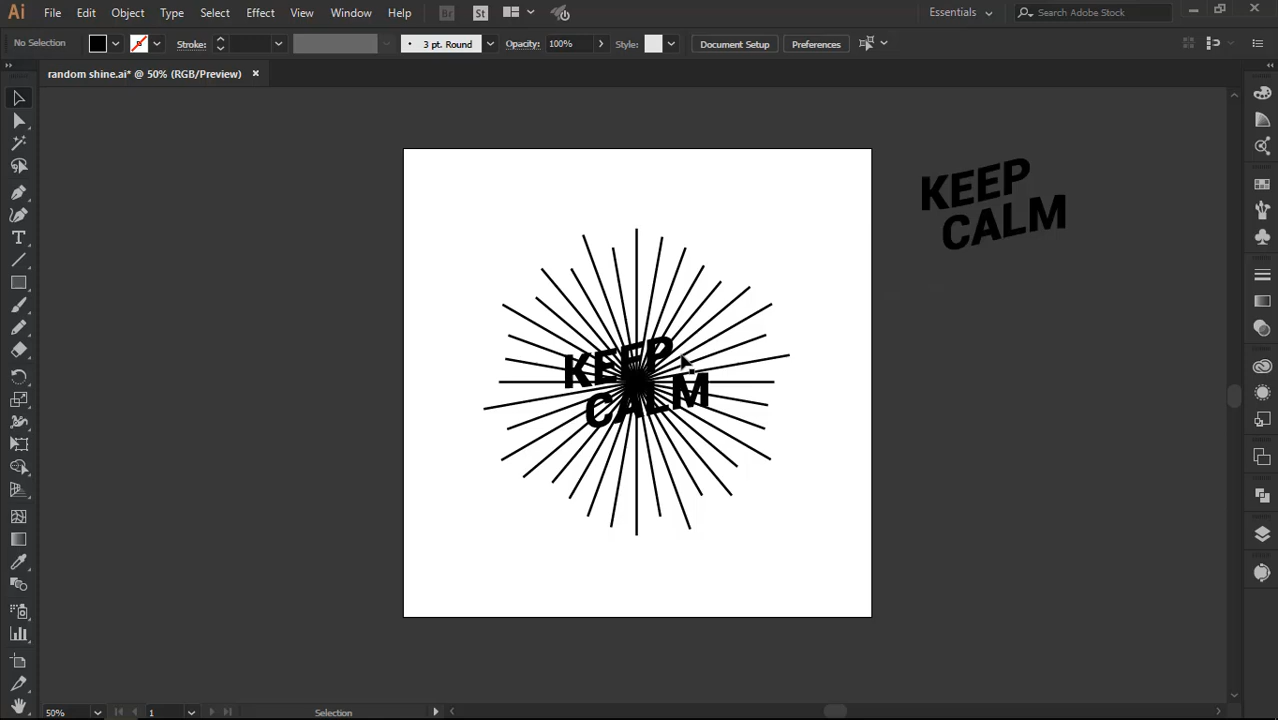 Ai File Edit Object Type Select Effect View Window Help Br St Essentials Search Adobe Stock
No Selection Stroke: 3 pt. Round Opacity: 100% Style: Document Setup Preferences
random shine.ai* @ 50% (RGB/Preview) ×
KEEP
CALM
KEEP
CALM
50% 1 Selection